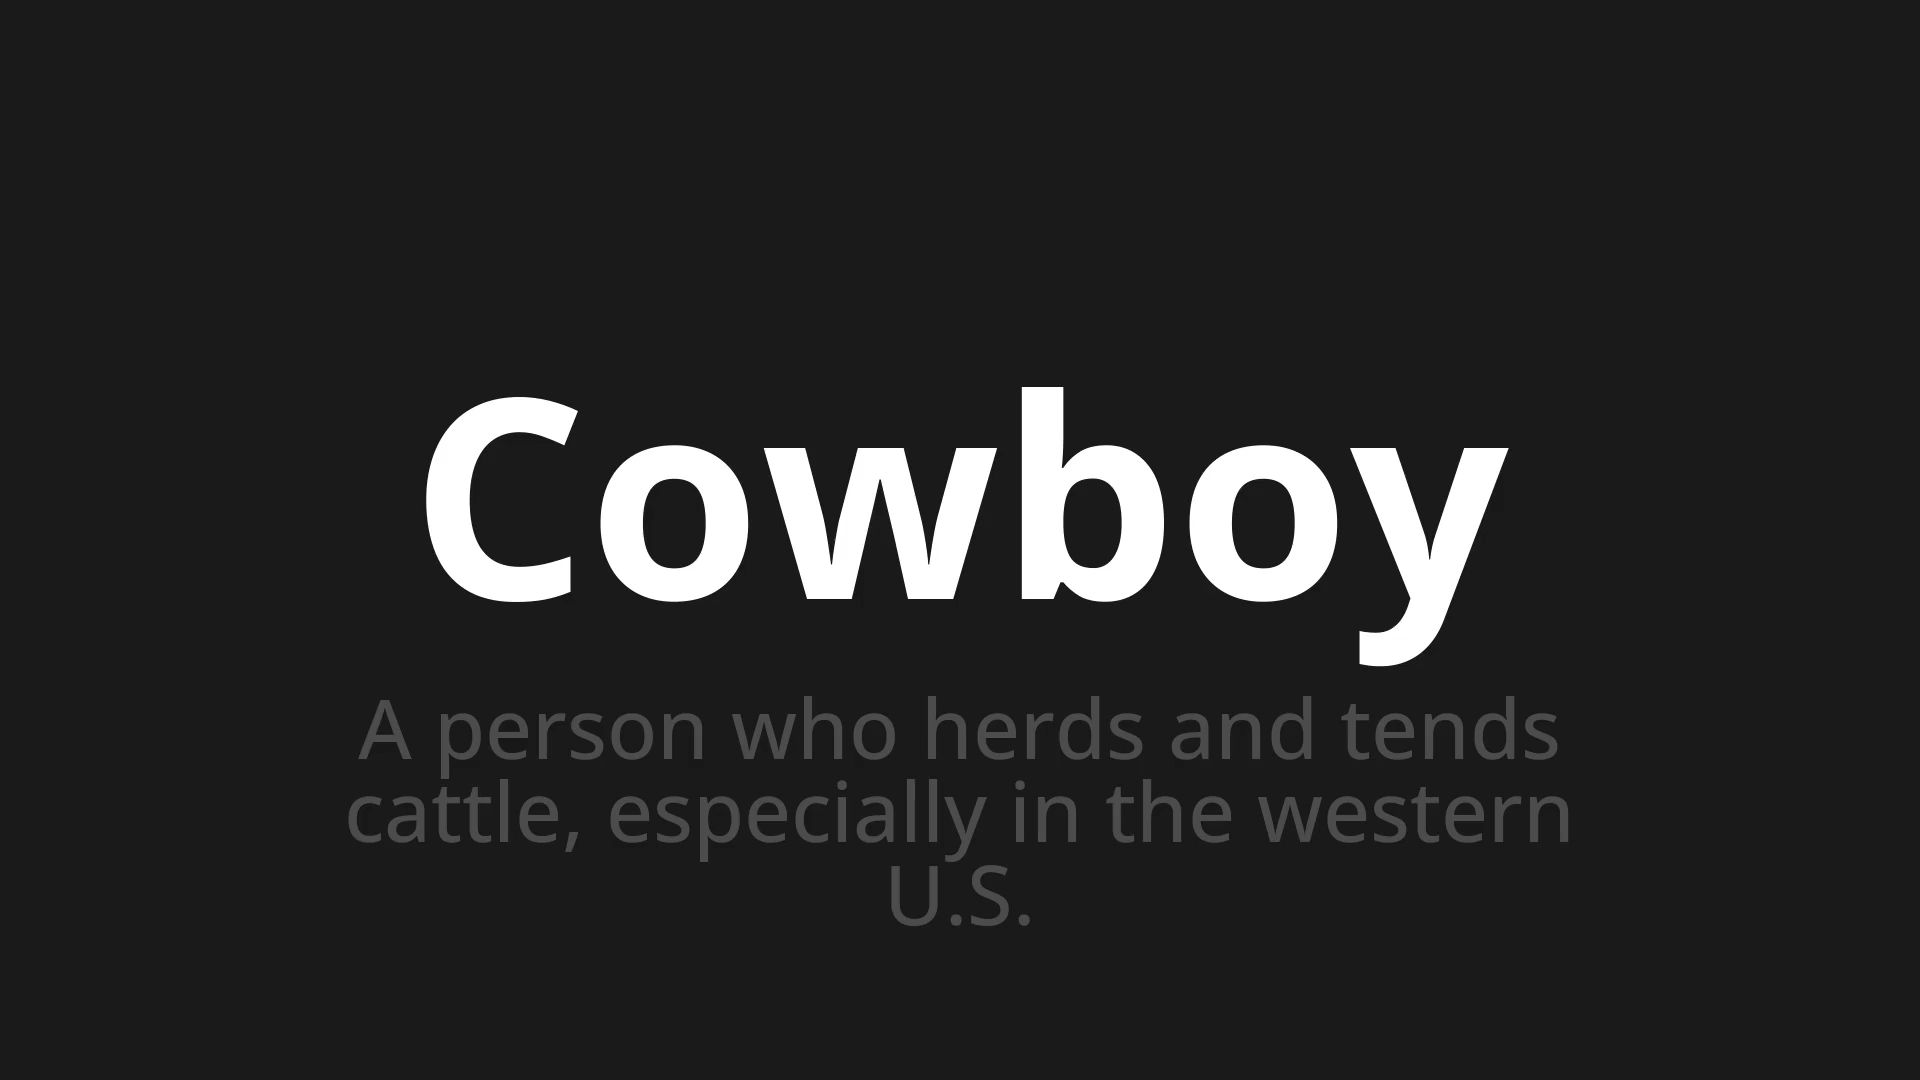 Cowboy
A person who herds and tends
cattle, especially in the western
U.S.